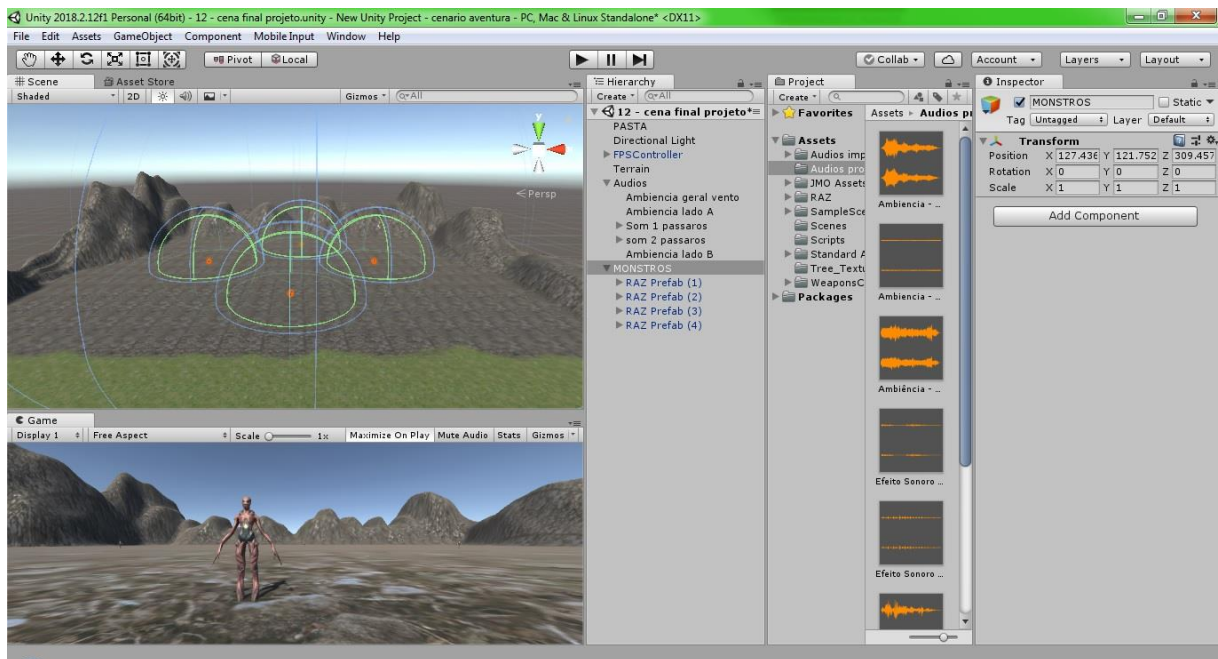 Unity 2018.2.12f1 Personal (64bit) - 12 - cena final projeto.unity - New Unity Project - cenario aventura - PC, Mac & Linux Standalone* <DX11>
File Edit Assets GameObject Component Mobile Input Window Help
Pivot Local Collab Account Layers Layout
Scene Asset Store
Shaded 2D Gizmos All
Persp
Game
Display 1 Free Aspect Scale 1x Maximize On Play Mute Audio Stats Gizmos
Hierarchy
Create All
12 - cena final projeto*
PASTA
Directional Light
FPSController
Terrain
Audios
Ambiencia geral vento
Ambiencia lado A
Som 1 passaros
som 2 passaros
Ambiencia lado B
MONSTROS
RAZ Prefab (1)
RAZ Prefab (2)
RAZ Prefab (3)
RAZ Prefab (4)
Project
Create
Favorites
Assets
Audios imp
Audios pro
JMO Assets
RAZ
SampleSce
Scenes
Scripts
Standard A
Tree_Textu
WeaponsC
Packages
Assets Audios pr
Ambiencia - ..
Ambiencia - ..
Ambiência - ..
Efeito Sonoro ..
Efeito Sonoro ..
Inspector
MONSTROS Static
Tag Untagged Layer Default
Transform
Position X 127.436 Y 121.752 Z 309.457
Rotation X 0 Y 0 Z 0
Scale X 1 Y 1 Z 1
Add Component